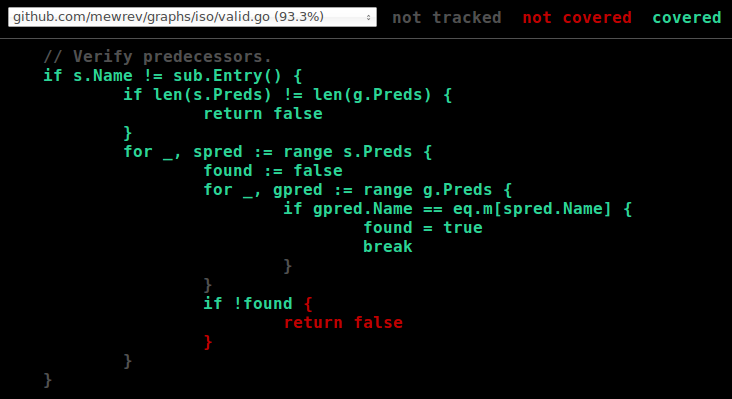 github.com/mewrev/graphs/iso/valid.go (93.3%) not tracked not covered covered
// Verify predecessors.
if s.Name != sub.Entry() {
if len(s.Preds) != len(g.Preds) {
return false
}
for _, spred := range s.Preds {
found := false
for _, gpred := range g.Preds {
if gpred.Name == eq.m[spred.Name] {
found = true
break
}
}
if !found {
return false
}
}
}